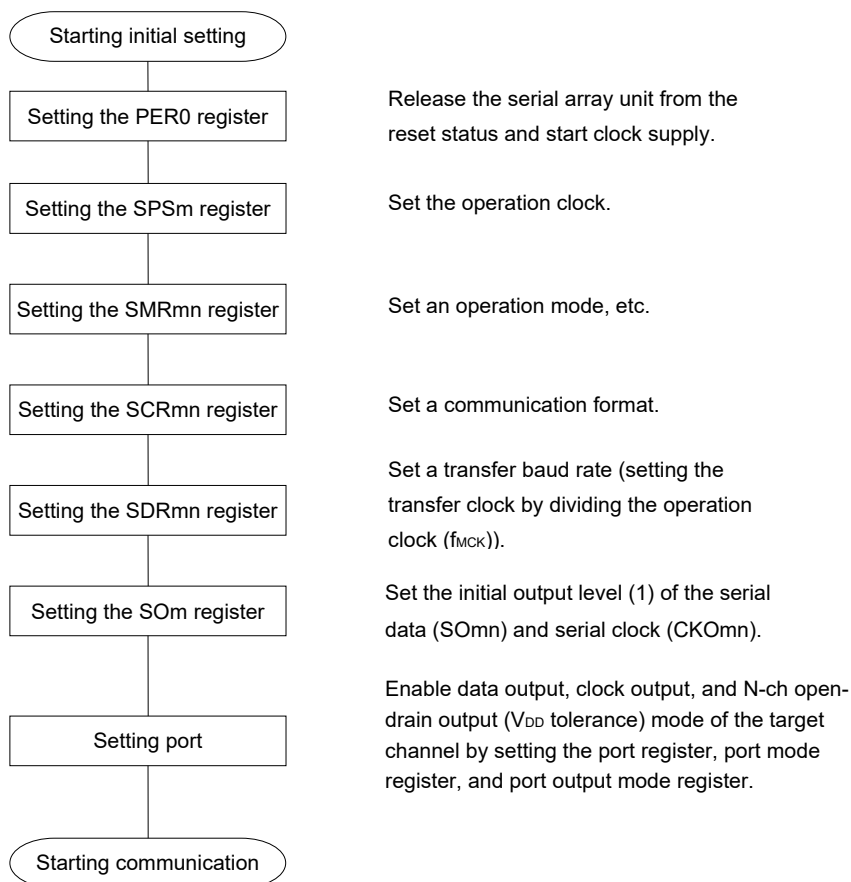 Starting initial setting
Setting the PER0 register
Release the serial array unit from the
reset status and start clock supply.
Setting the SPSm register
Set the operation clock.
Setting the SMRmn register
Set an operation mode, etc.
Setting the SCRmn register
Set a communication format.
Setting the SDRmn register
Set a transfer baud rate (setting the
transfer clock by dividing the operation
clock (fMCK)).
Setting the SOm register
Set the initial output level (1) of the serial
data (SOmn) and serial clock (CKOmn).
Setting port
Enable data output, clock output, and N-ch open-
drain output (VDD tolerance) mode of the target
channel by setting the port register, port mode
register, and port output mode register.
Starting communication